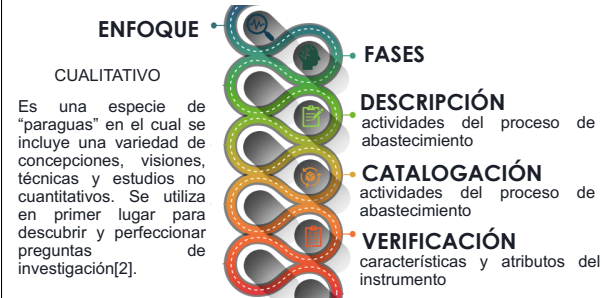 ENFOQUE
CUALITATIVO
Es una especie de
“paraguas” en el cual se
incluye una variedad de
concepciones, visiones,
técnicas y estudios no
cuantitativos. Se utiliza
en primer lugar para
descubrir y perfeccionar
preguntas de
investigación[2].
FASES
DESCRIPCIÓN
actividades del proceso de
abastecimiento
CATALOGACIÓN
actividades del proceso de
abastecimiento
VERIFICACIÓN
características y atributos del
instrumento